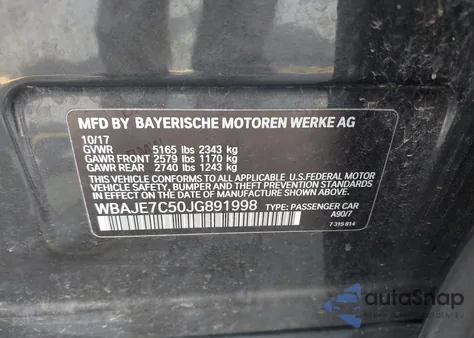 MFD BY BAYERISCHE MOTOREN WERKE AG
10/17
GVWR 5165 lbs 2343 kg
GAWR FRONT 2579 lbs 1170 kg
GAWR REAR 2740 lbs 1243 kg
THIS VEHICLE CONFORMS TO ALL APPLICABLE U.S.FEDERAL MOTOR
VEHICLE SAFETY, BUMPER, AND THEFT PREVENTION STANDARDS
IN EFFECT ON THE DATE OF MANUFACTURE SHOWN ABOVE.
WBAJE7C50JG891998 TYPE: PASSENGER CAR
A90/7
7 315 814
autoSnap